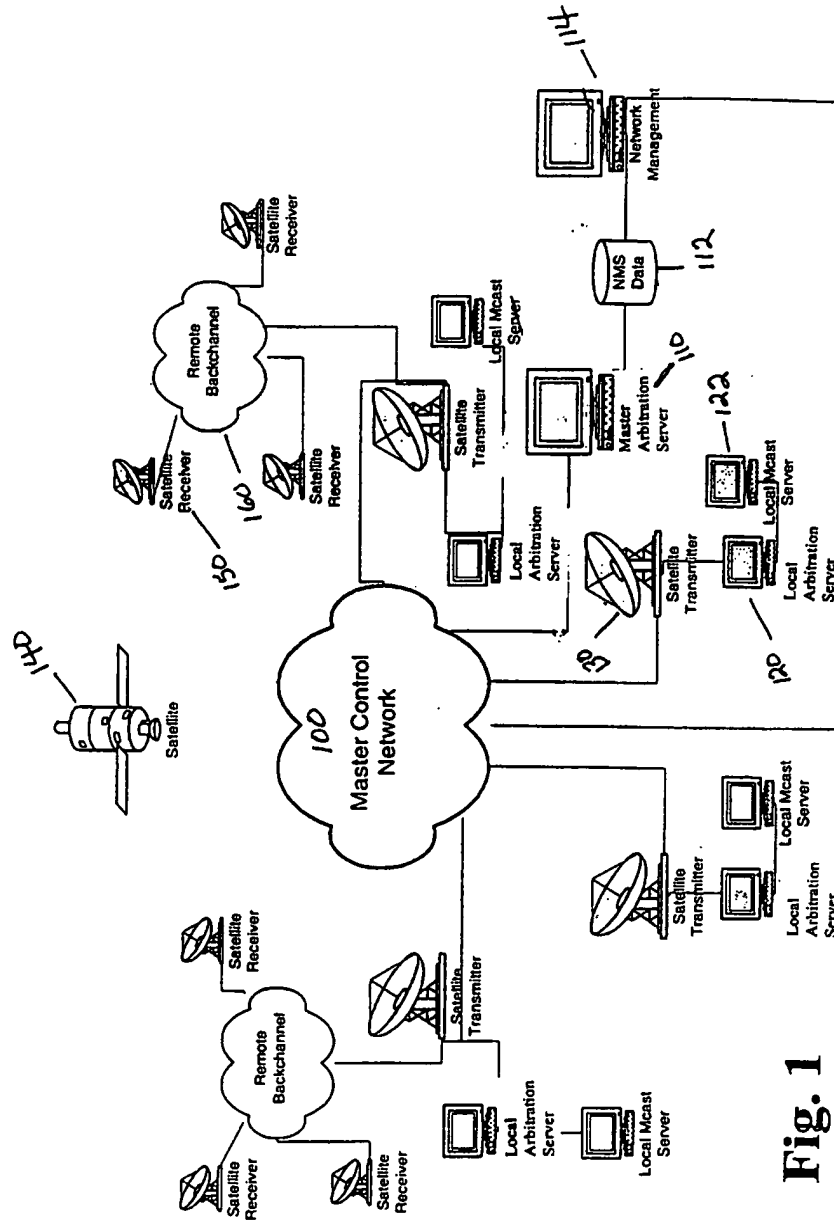 140
Satellite
Satellite
Receiver
Satellite
Receiver
Satellite
Receiver
Remote
Backchannel
Satellite
Transmitter
Local
Arbitration
Server
Local Mcast
Server
100
Master Control
Network
150
Satellite
Receiver
160
Satellite
Receiver
Satellite
Receiver
Remote
Backchannel
Satellite
Transmitter
Local
Arbitration
Server
Local Mcast
Server
Satellite
Transmitter
Local
Arbitration
Server
Local Mcast
Server
Satellite
Transmitter
120
Local
Arbitration
Server
122
Local Mcast
Server
110
Master
Arbitration
Server
112
NMS
Data
114
Network
Management
Fig. 1